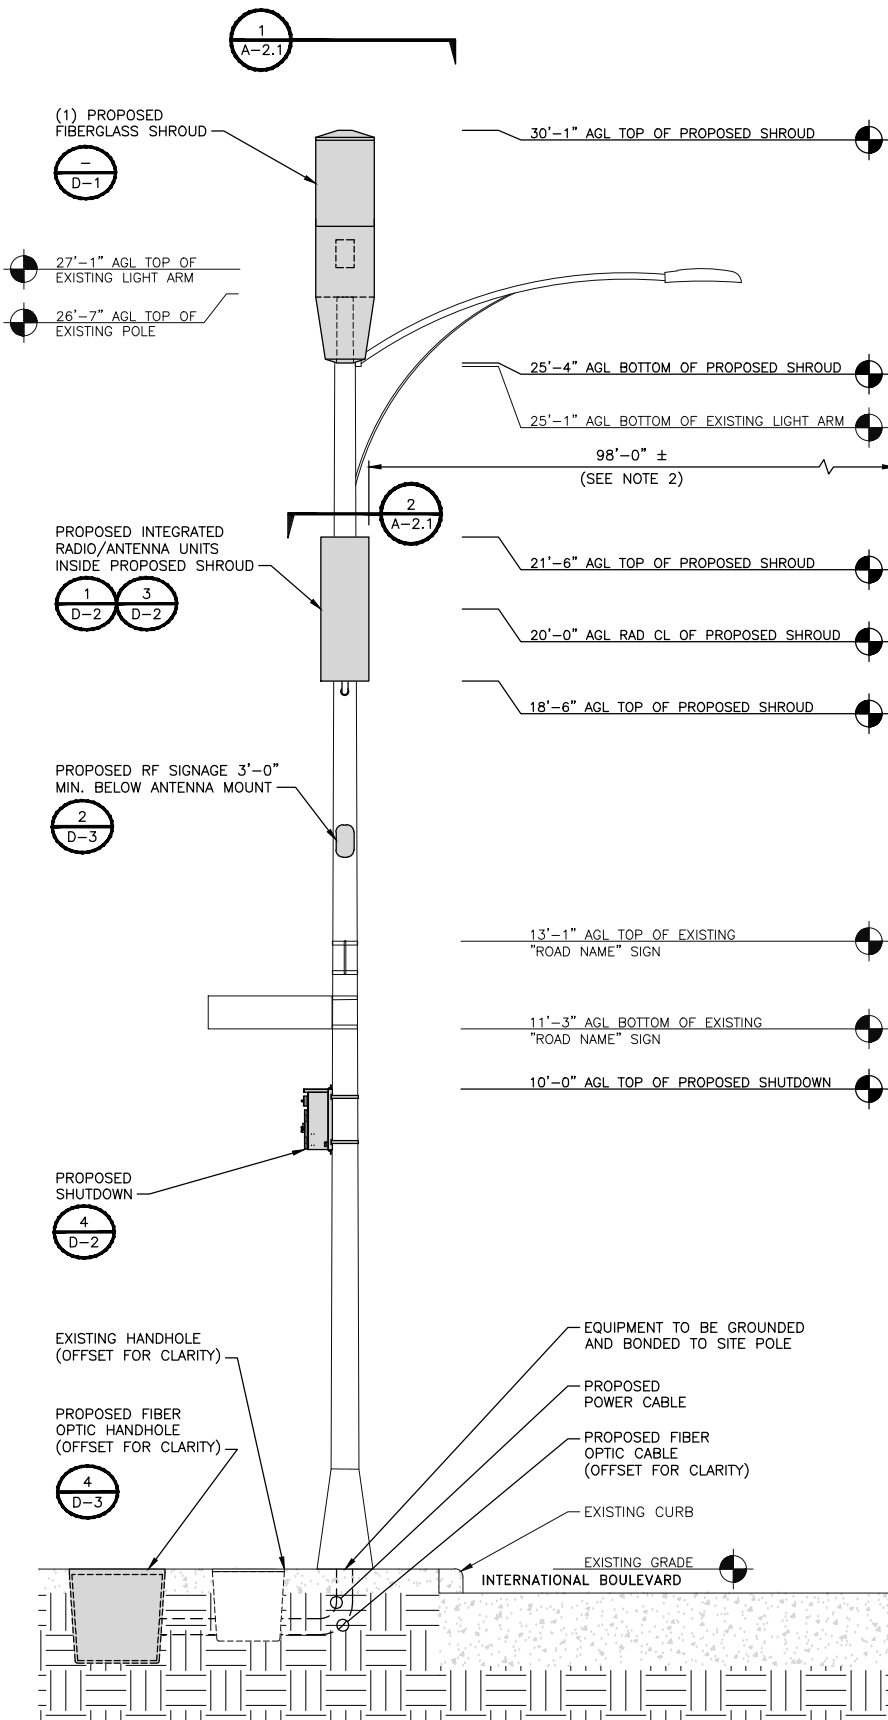 1
A-2.1
(1) PROPOSED
FIBERGLASS SHROUD
–
D-1
30'-1" AGL TOP OF PROPOSED SHROUD
27'-1" AGL TOP OF
EXISTING LIGHT ARM
26'-7" AGL TOP OF
EXISTING POLE
25'-4" AGL BOTTOM OF PROPOSED SHROUD
25'-1" AGL BOTTOM OF EXISTING LIGHT ARM
98'-0" ±
(SEE NOTE 2)
2
A-2.1
PROPOSED INTEGRATED
RADIO/ANTENNA UNITS
INSIDE PROPOSED SHROUD
1
D-2
3
D-2
21'-6" AGL TOP OF PROPOSED SHROUD
20'-0" AGL RAD CL OF PROPOSED SHROUD
18'-6" AGL TOP OF PROPOSED SHROUD
PROPOSED RF SIGNAGE 3'-0"
MIN. BELOW ANTENNA MOUNT
2
D-3
13'-1" AGL TOP OF EXISTING
"ROAD NAME" SIGN
11'-3" AGL BOTTOM OF EXISTING
"ROAD NAME" SIGN
10'-0" AGL TOP OF PROPOSED SHUTDOWN
PROPOSED
SHUTDOWN
4
D-2
EXISTING HANDHOLE
(OFFSET FOR CLARITY)
PROPOSED FIBER
OPTIC HANDHOLE
(OFFSET FOR CLARITY)
4
D-3
EQUIPMENT TO BE GROUNDED
AND BONDED TO SITE POLE
PROPOSED
POWER CABLE
PROPOSED FIBER
OPTIC CABLE
(OFFSET FOR CLARITY)
EXISTING CURB
EXISTING GRADE
INTERNATIONAL BOULEVARD